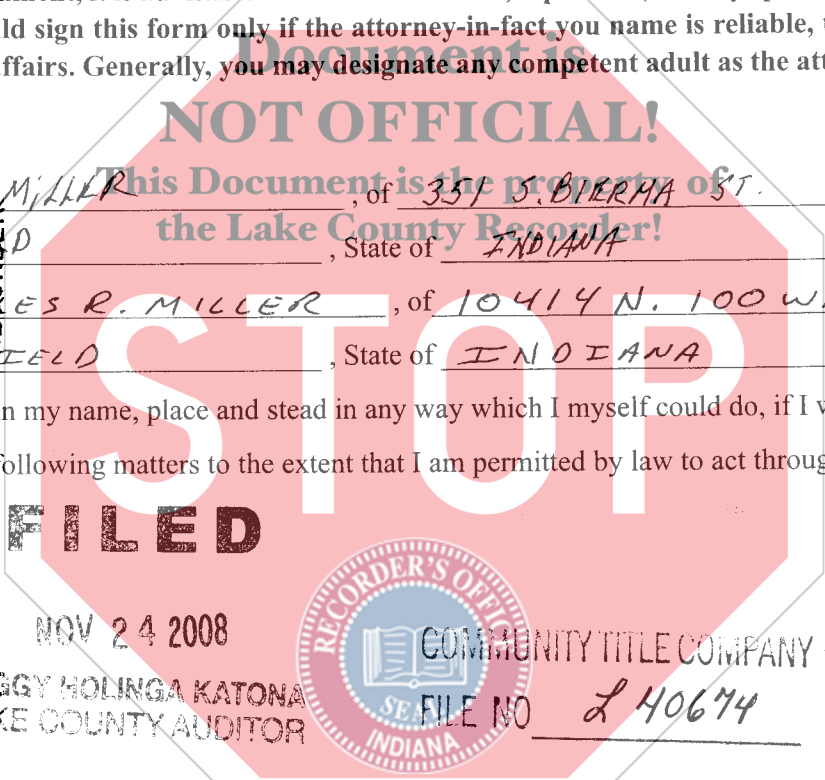 ld sign this form only if the attorney-in-fact you name is reliable,
ffairs. Generally, you may designate any competent adult as the att
Document is
NOT OFFICIAL!
This Document is the property of
the Lake County Recorder!
MILLER , of 351 S. BIERMA ST.
D , State of INDIANA
ES R. MILLER , of 10414 N. 100 W.
IELD , State of INDIANA
STOP
n my name, place and stead in any way which I myself could do, if I
following matters to the extent that I am permitted by law to act throug
FILED
NOV 24 2008
GGY HOLINGA KATONA
KE COUNTY AUDITOR
RECORDER'S OFFICE
SEAL
INDIANA
COMMUNITY TITLE COMPANY
FILE NO L 40674